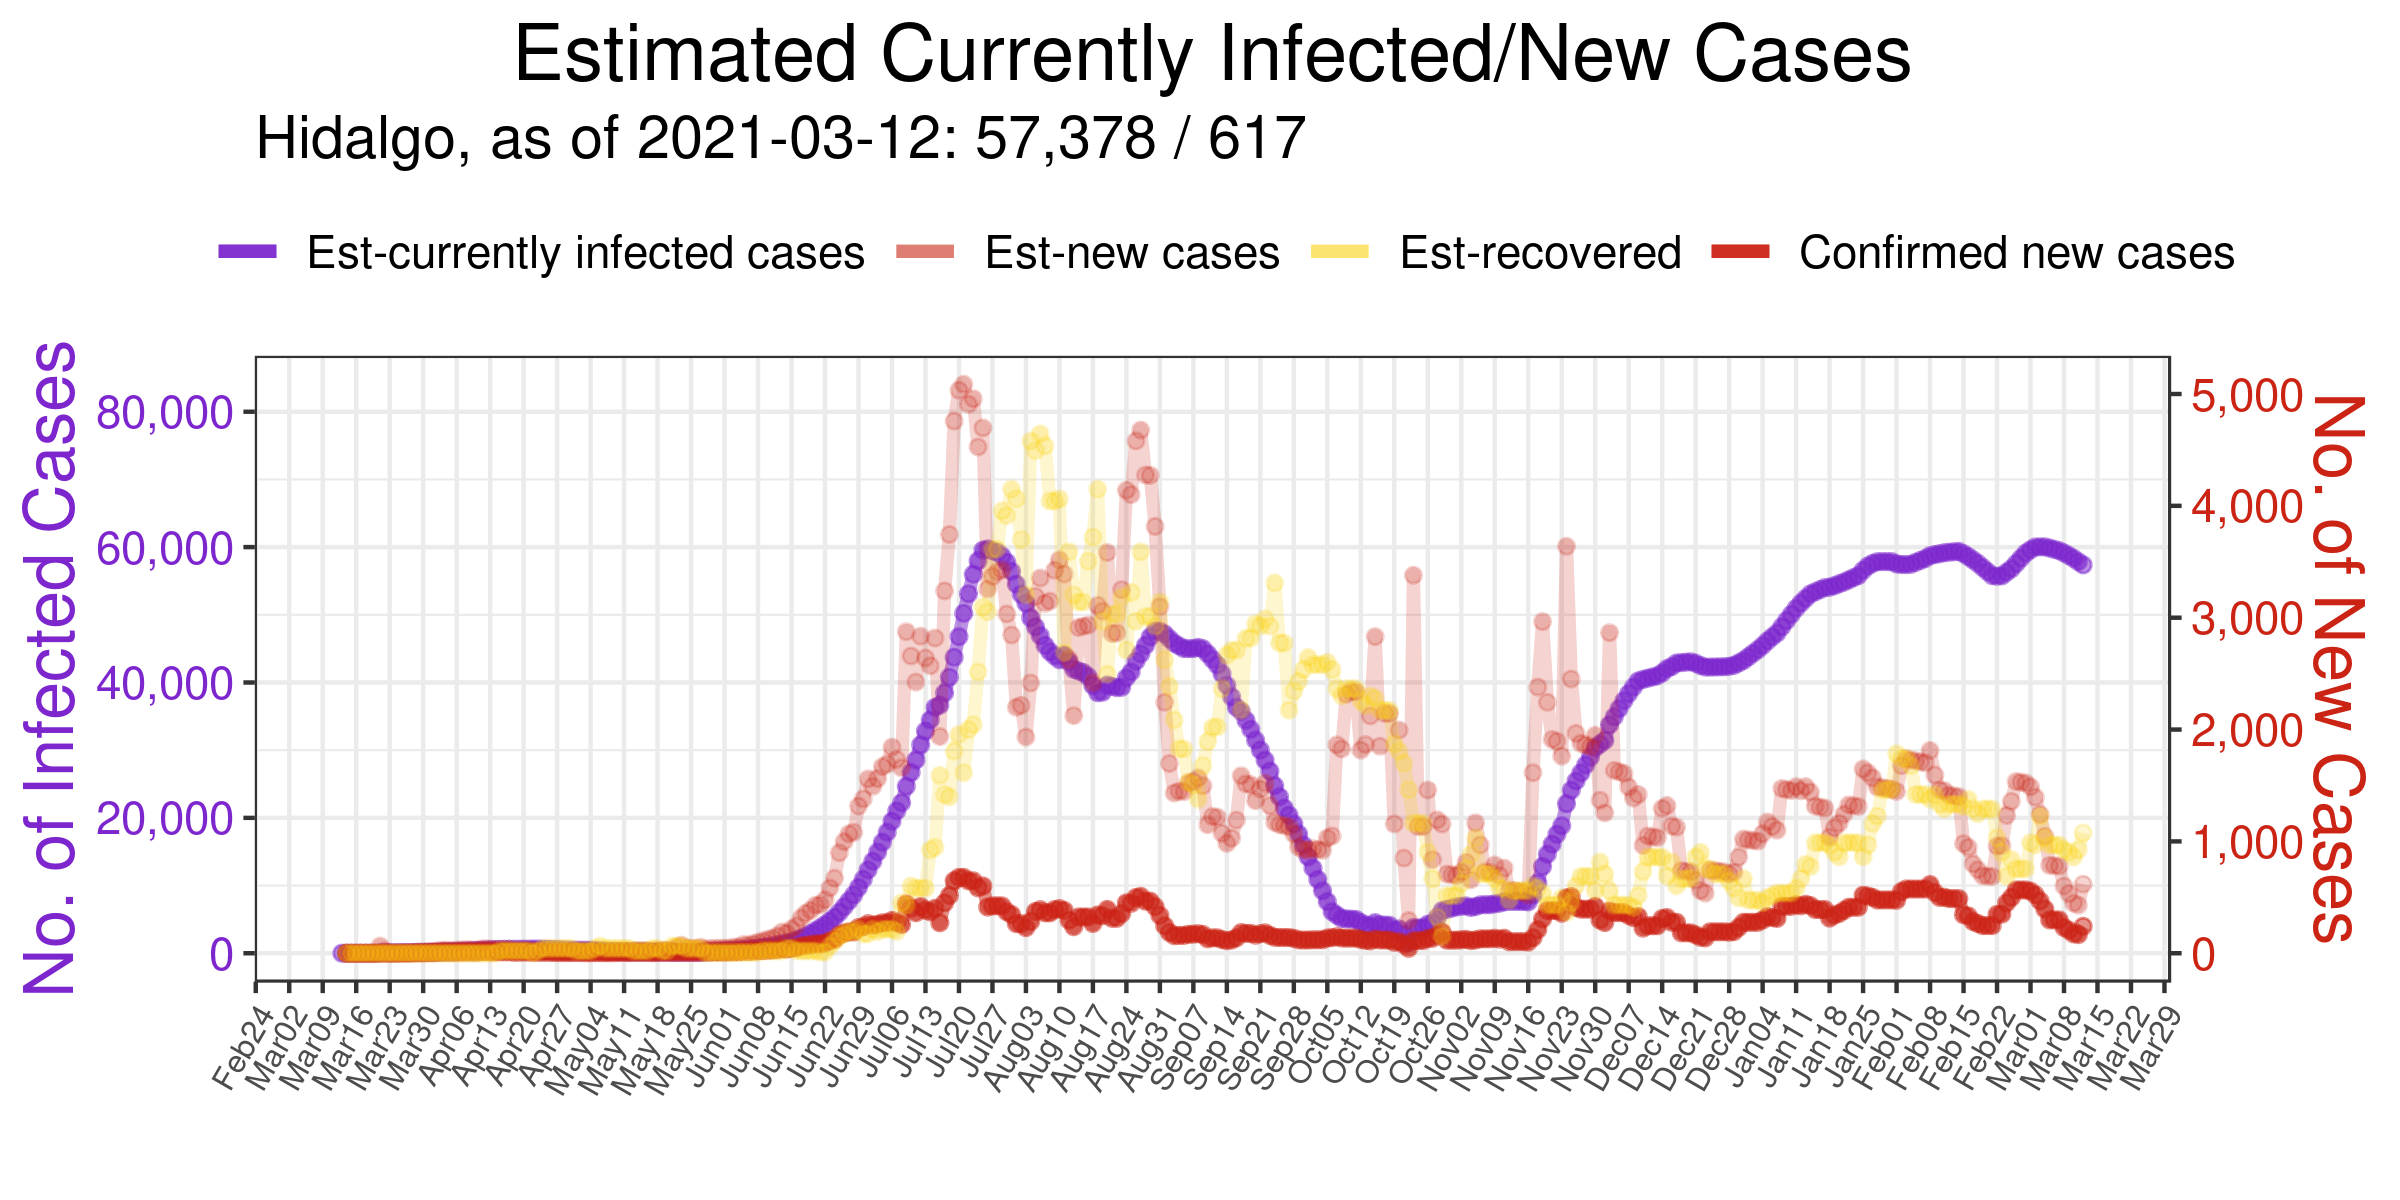 Estimated Currently Infected/New Cases
Hidalgo, as of 2021-03-12: 57,378 / 617
Est-currently infected cases Est-new cases Est-recovered Confirmed new cases
No. of Infected Cases
80,000
60,000
40,000
20,000
0
5,000
4,000
3,000
2,000
1,000
0
No. of New Cases
Feb24 Mar02 Mar09 Mar16 Mar23 Mar30 Apr06 Apr13 Apr20 Apr27 May04 May11 May18 May25 Jun01 Jun08 Jun15 Jun22 Jun29 Jul06 Jul13 Jul20 Jul27 Aug03 Aug10 Aug17 Aug24 Aug31 Sep07 Sep14 Sep21 Sep28 Oct05 Oct12 Oct19 Oct26 Nov02 Nov09 Nov16 Nov23 Nov30 Dec07 Dec14 Dec21 Dec28 Jan04 Jan11 Jan18 Jan25 Feb01 Feb08 Feb15 Feb22 Mar01 Mar08 Mar15 Mar22 Mar29